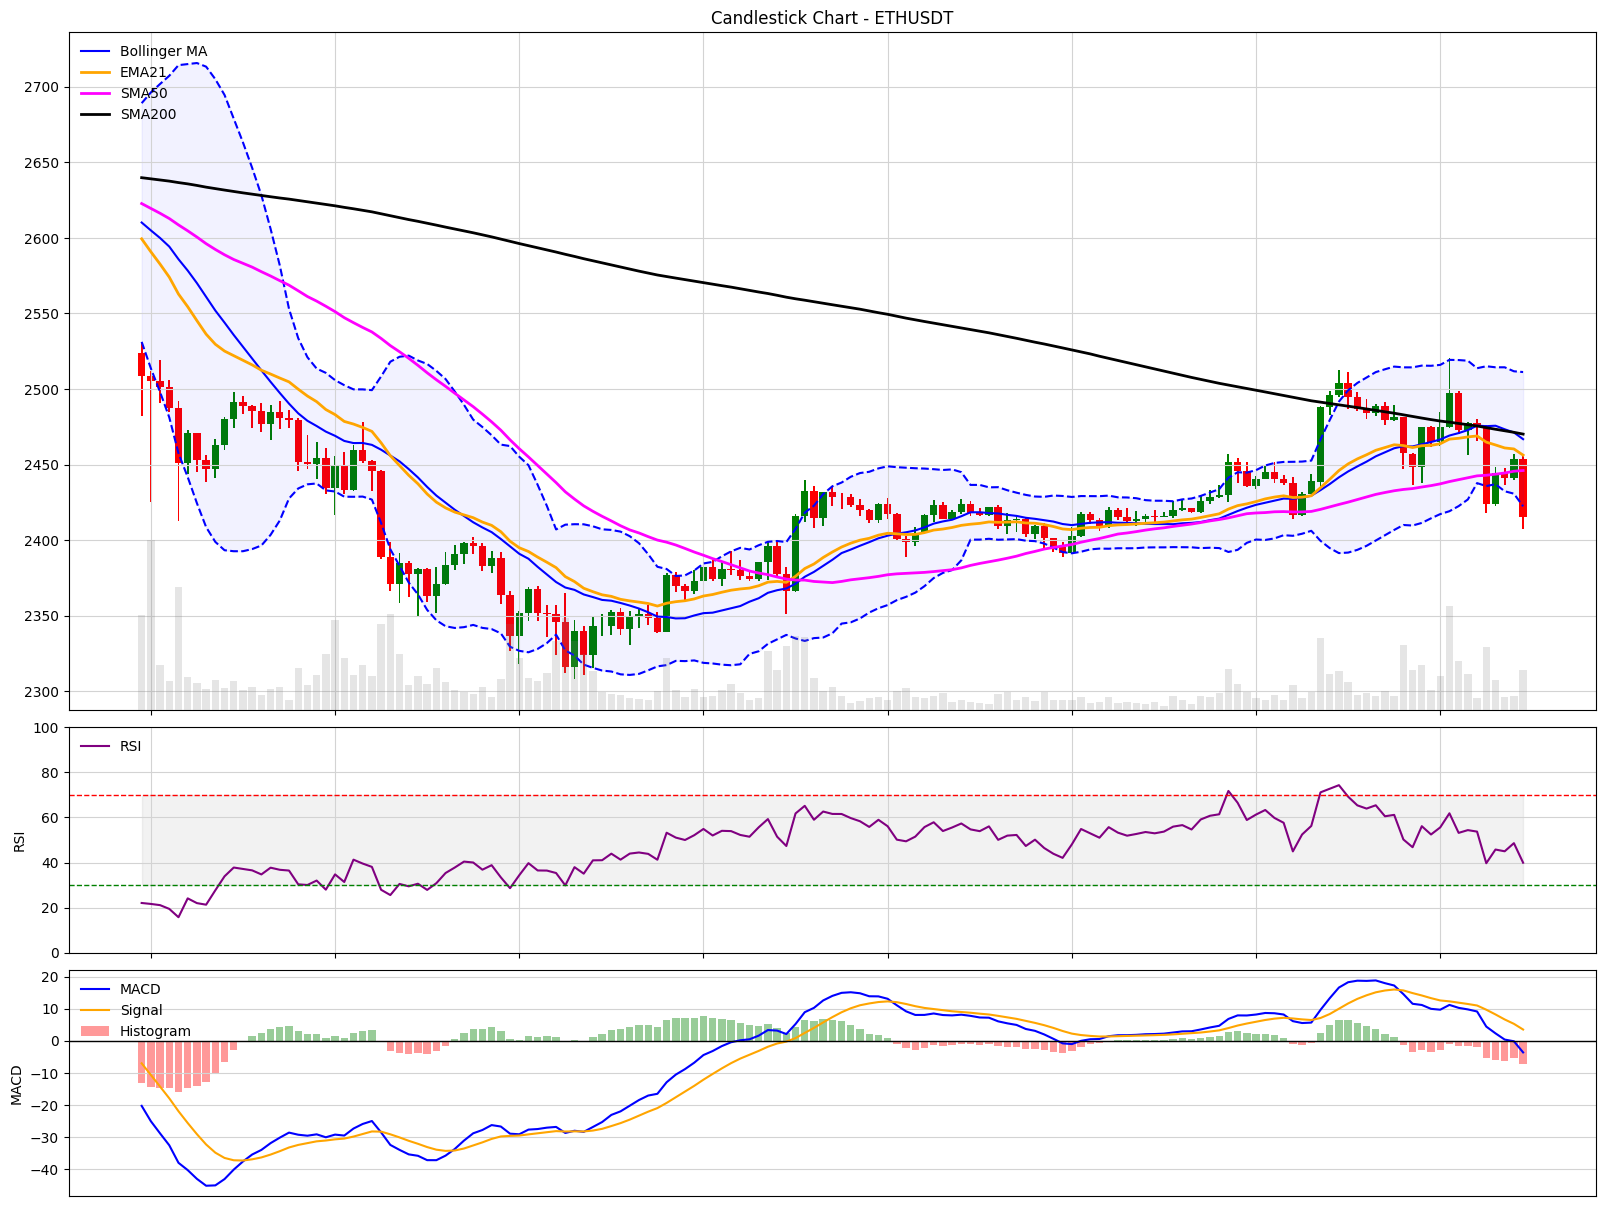 Candlestick Chart - ETHUSDT
Bollinger MA
EMA21
SMA50
SMA200
2700
2650
2600
2550
2500
2450
2400
2350
2300
100
80
60
40
20
0
RSI
RSI
20
10
0
−10
−20
−30
−40
MACD
MACD
Signal
Histogram